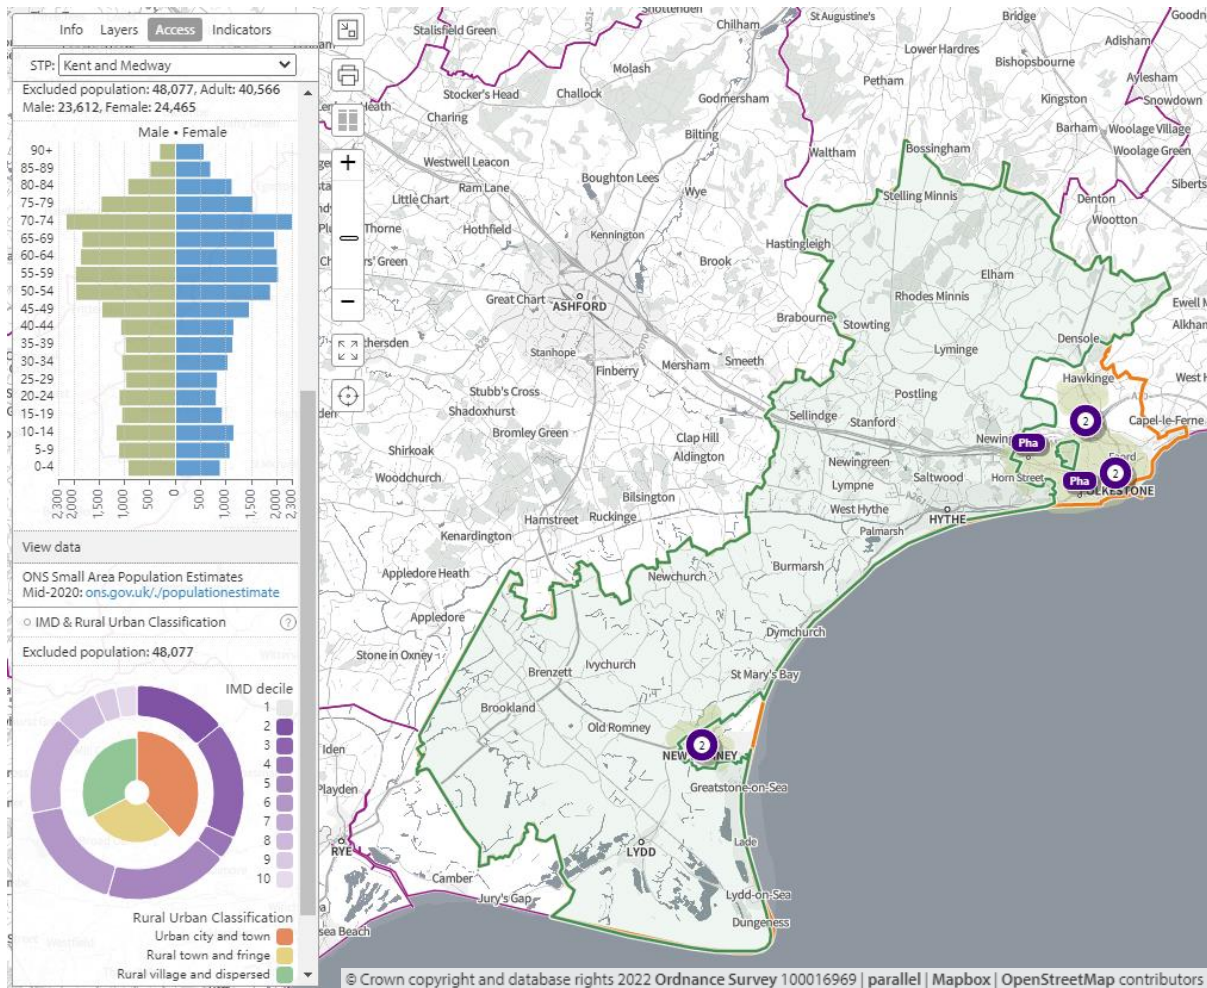 Info Layers Access Indicators
STP: Kent and Medway
Excluded population: 48,077, Adult: 40,566
Male: 23,612, Female: 24,465
Male • Female
90+
85-89
80-84
75-79
70-74
65-69
60-64
55-59
50-54
45-49
40-44
35-39
30-34
25-29
20-24
15-19
10-14
5-9
0-4
2,300 2,000 1,500 1,000 500 0 500 1,000 1,500 2,000 2,300
View data
ONS Small Area Population Estimates
Mid-2020: ons.gov.uk/./populationestimate
IMD & Rural Urban Classification ?
Excluded population: 48,077
IMD decile
1
2
3
4
5
6
7
8
9
10
Rural Urban Classification
Urban city and town
Rural town and fringe
Rural village and dispersed
Stalisfield Green
Chilham
St Augustine's
Bridge
Lower Hardres
Adisham
Bishopsbourne
Molash
Petham
Aylesham
Stocker's Head
Challock
Godmersham
Kingston
Snowdown
Charing
Bilting
Barham
Woolage Village
Woolage Green
Waltham
Bossingham
Westwell Leacon
Boughton Lees
Ram Lane
Wye
Little Chart
Stelling Minnis
Denton
Wootton
Hothfield
Kennington
Hastingleigh
Brook
Elham
Great Chart
ASHFORD
Rhodes Minnis
Brabourne
Stowting
Densole
Stanhope
Mersham
Smeeth
Lyminge
Finberry
Hawkinge
Stubb's Cross
Postling
Shadoxhurst
Sellindge
Stanford
Capel-le-Ferne
Bromley Green
Clap Hill
2
Pha
Shirkoak
Aldington
Woodchurch
Newingreen
Saltwood
Horn Street
Pha
2
Lympne
Bilsington
Hamstreet
Ruckinge
West Hythe
HYTHE
Palmarsh
Kenardington
Appledore Heath
Newchurch
Burmarsh
Appledore
Dymchurch
Stone in Oxney
Brenzett
Ivychurch
St Mary's Bay
Brookland
Old Romney
2
Iden
Playden
Greatstone-on-Sea
RYE
LYDD
Lade
Camber
Jury's Gap
Lydd-on-Sea
Dungeness
© Crown copyright and database rights 2022 Ordnance Survey 100016969 | parallel | Mapbox | OpenStreetMap contributors